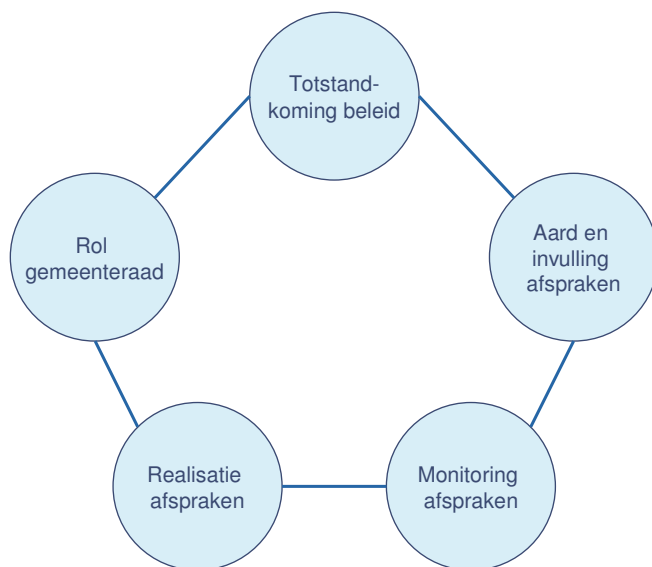 Totstand-
koming beleid
Aard en
invulling
afspraken
Monitoring
afspraken
Realisatie
afspraken
Rol
gemeenteraad